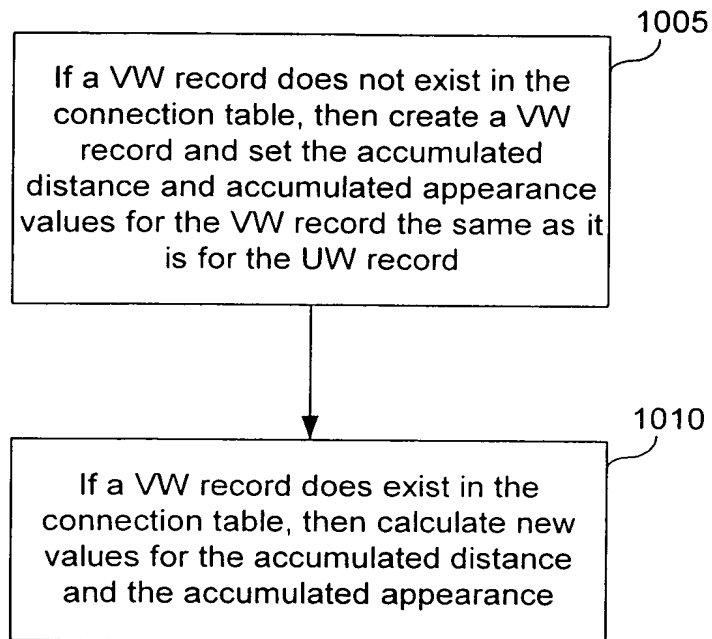 1005
If a VW record does not exist in the
connection table, then create a VW
record and set the accumulated
distance and accumulated appearance
values for the VW record the same as it
is for the UW record
1010
If a VW record does exist in the
connection table, then calculate new
values for the accumulated distance
and the accumulated appearance